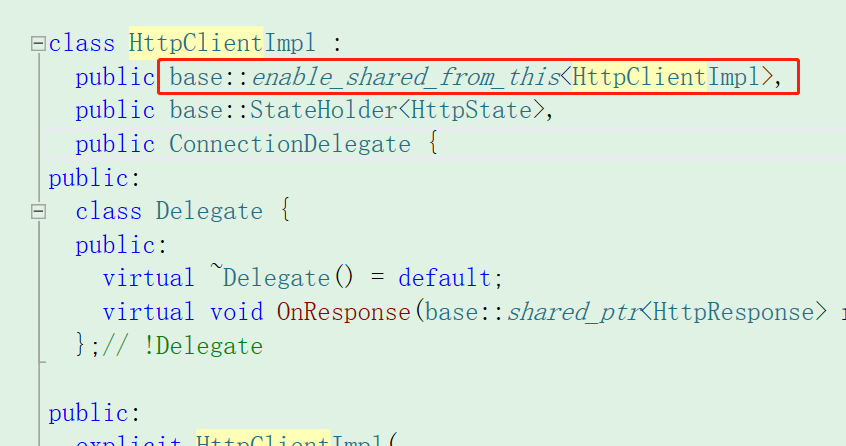 class HttpClientImpl :
public base::enable_shared_from_this<HttpClientImpl>,
public base::StateHolder<HttpState>,
public ConnectionDelegate {
public:
class Delegate {
public:
virtual ~Delegate() = default;
virtual void OnResponse(base::shared_ptr<HttpResponse>
};// !Delegate
public:
explicit HttpClientImpl(